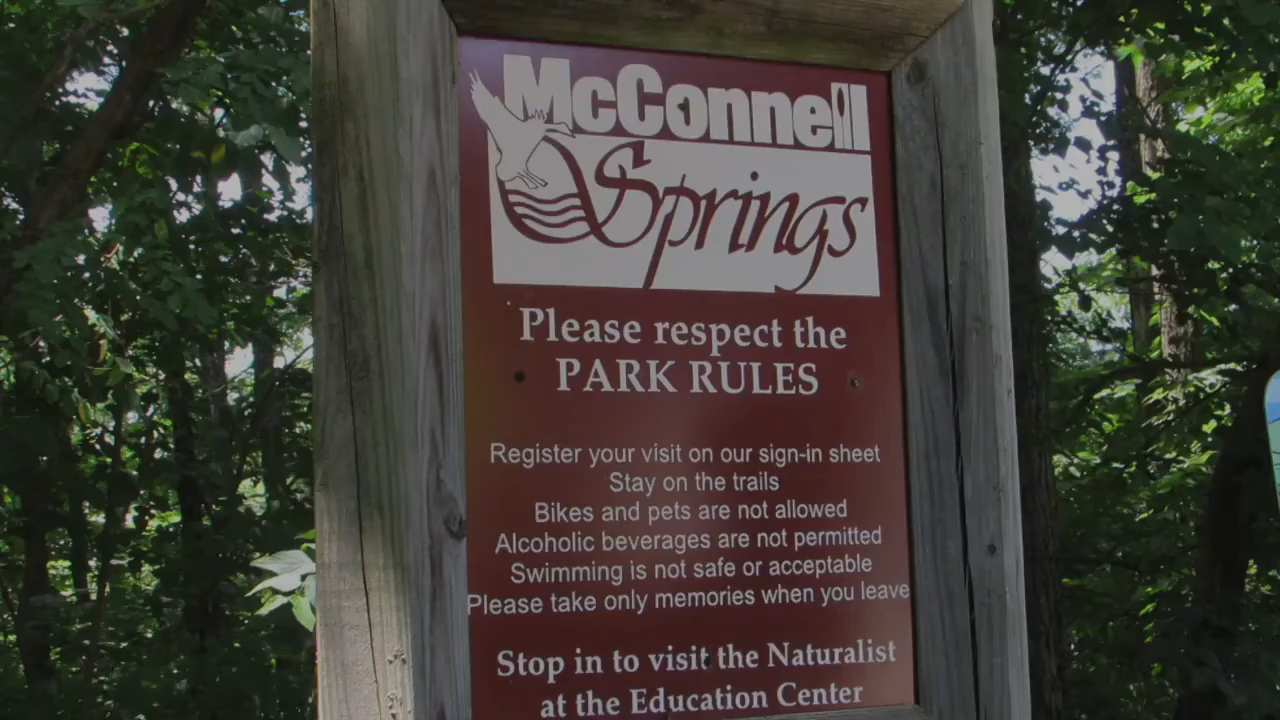 McConnell
Springs
Please respect the
PARK RULES
Register your visit on our sign-in sheet
Stay on the trails
Bikes and pets are not allowed
Alcoholic beverages are not permitted
Swimming is not safe or acceptable
Please take only memories when you leave
Stop in to visit the Naturalist
at the Education Center